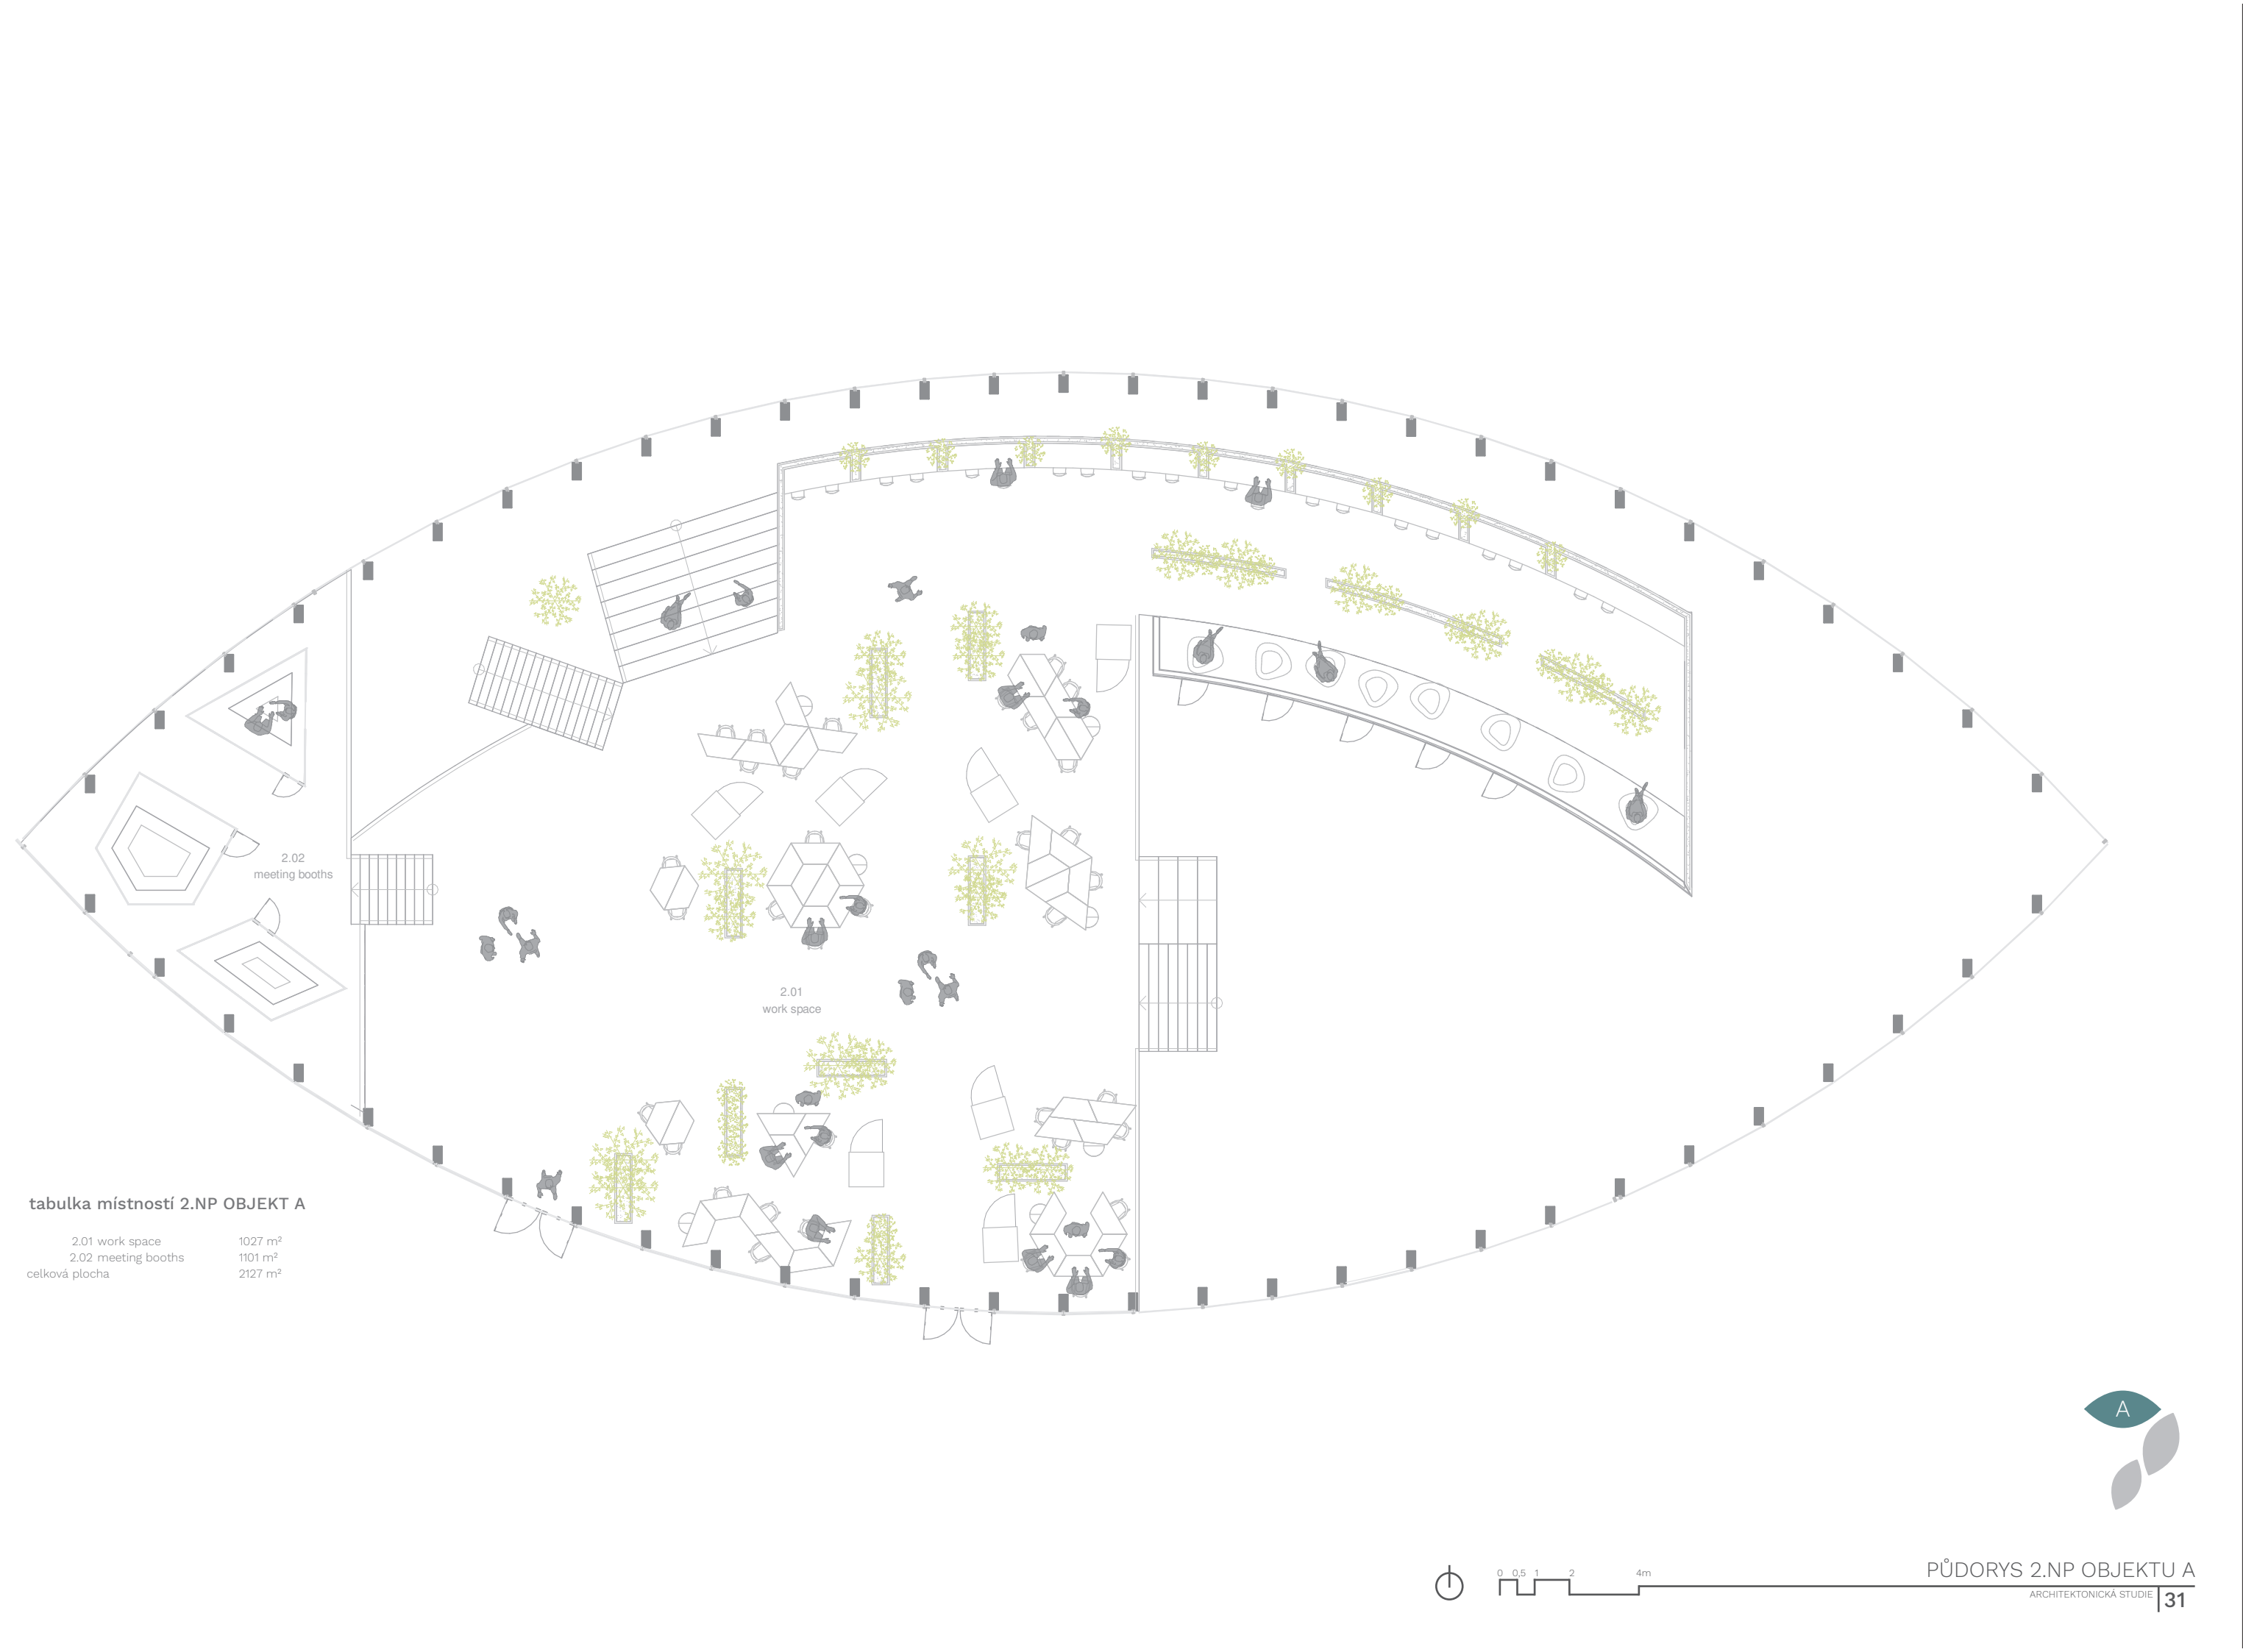 2.02
meeting booths
2.01
work space
tabulka místností 2.NP OBJEKT A
2.01 work space 1027 m²
2.02 meeting booths 1101 m²
celková plocha 2127 m²
A
0 0,5 1 2 4m
PŮDORYS 2.NP OBJEKTU A
ARCHITEKTONICKÁ STUDIE 31